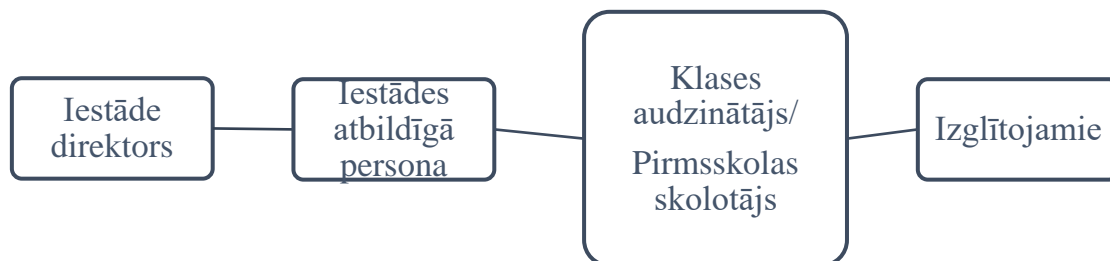 Iestāde
direktors
Iestādes
atbildīgā
persona
Klases
audzinātājs/
Pirmsskolas
skolotājs
Izglītojamie